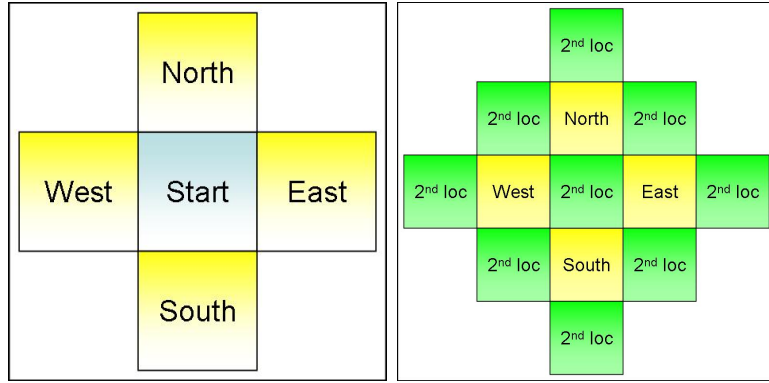 North
West Start East
South
2nd loc
2nd loc North 2nd loc
2nd loc West 2nd loc East 2nd loc
2nd loc South 2nd loc
2nd loc